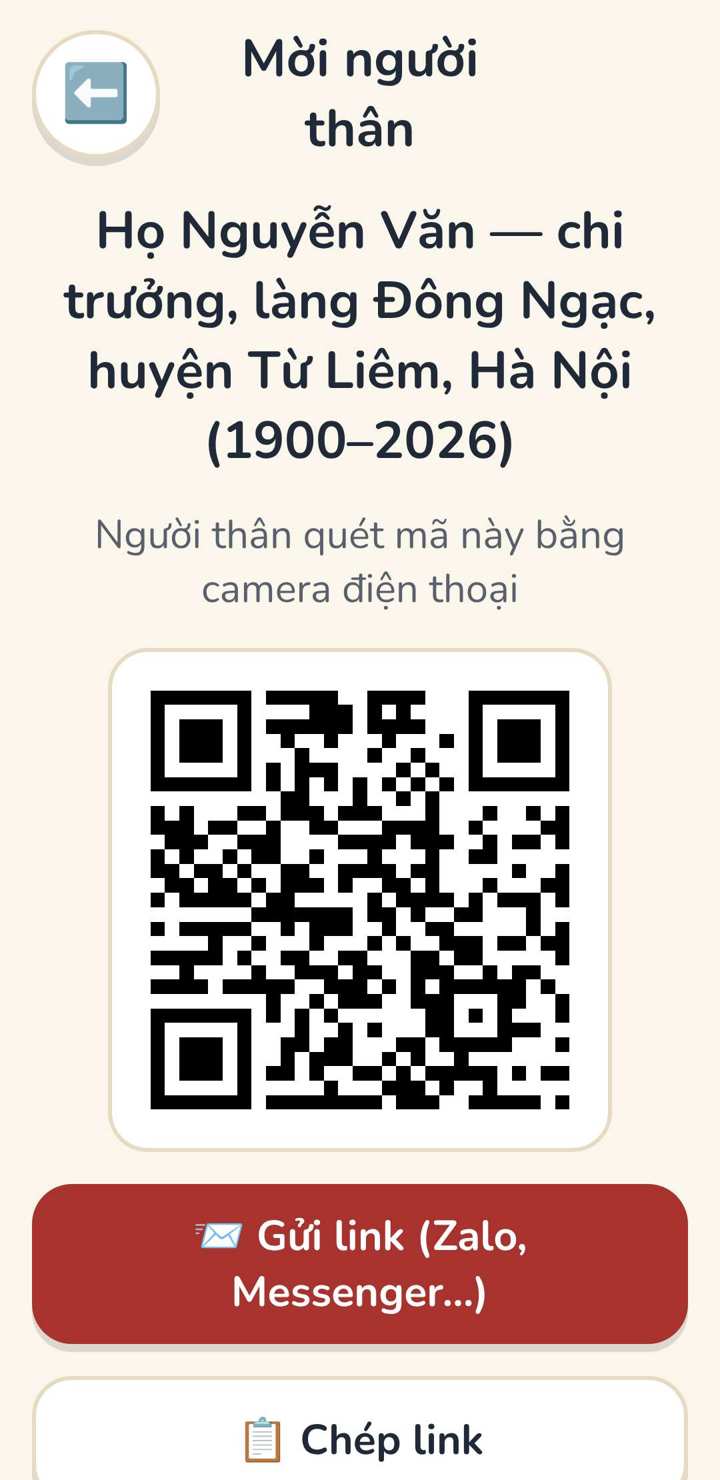 Mời người
thân
Họ Nguyễn Văn — chi
trưởng, làng Đông Ngạc,
huyện Từ Liêm, Hà Nội
(1900–2026)
Người thân quét mã này bằng
camera điện thoại
Gửi link (Zalo,
Messenger...)
Chép link